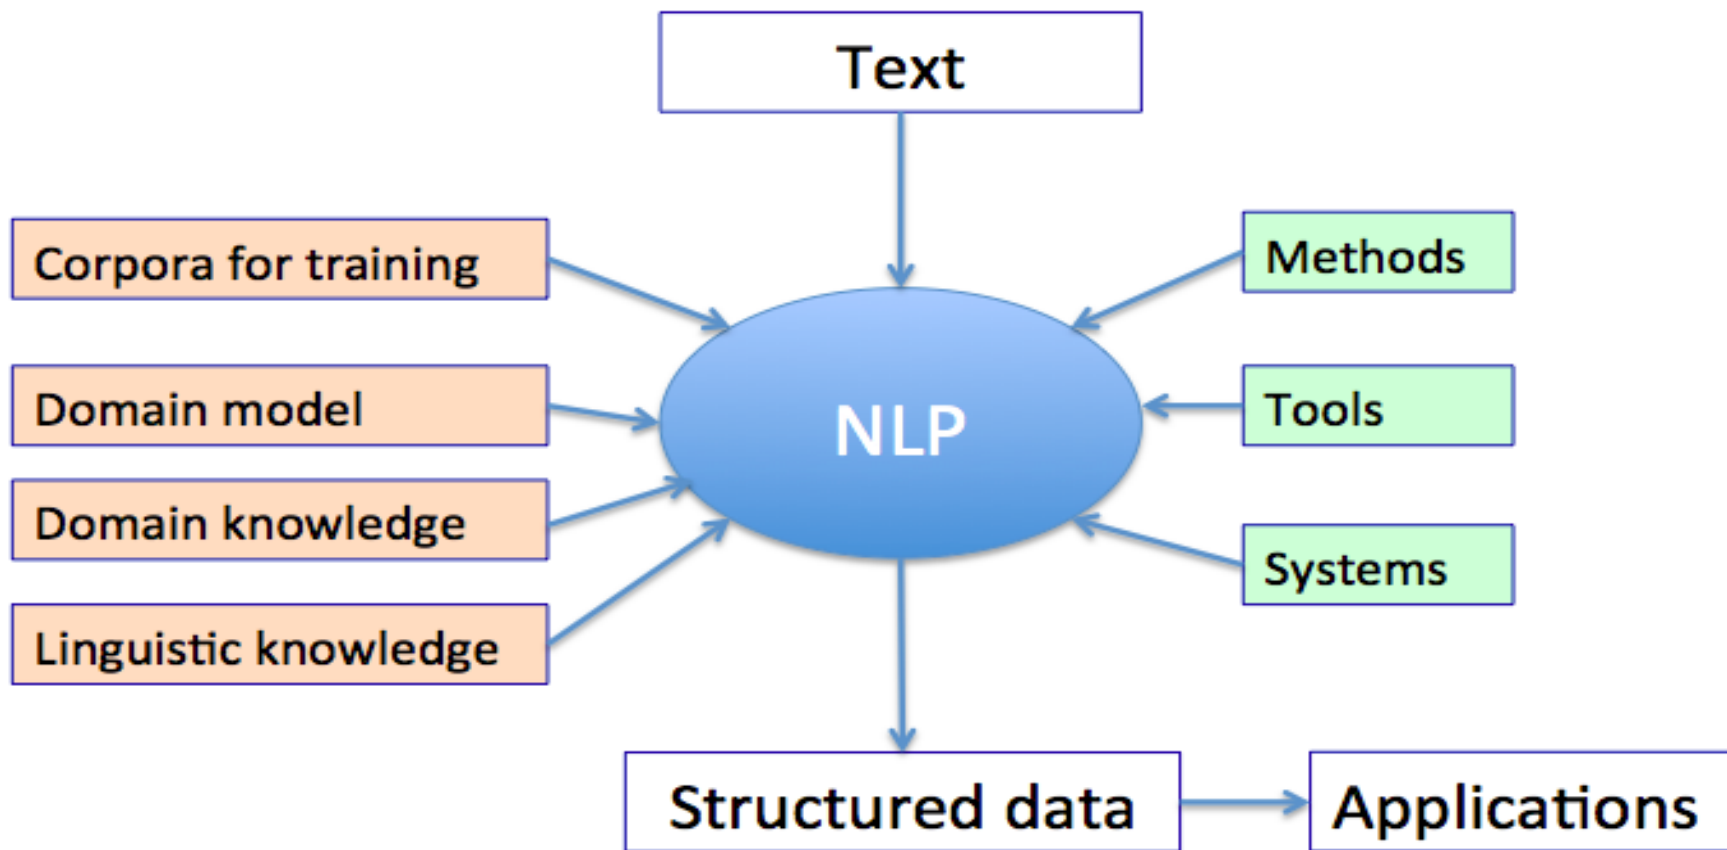 Text
Corpora for training
Domain model
Domain knowledge
Linguistic knowledge
NLP
Methods
Tools
Systems
Structured data
Applications